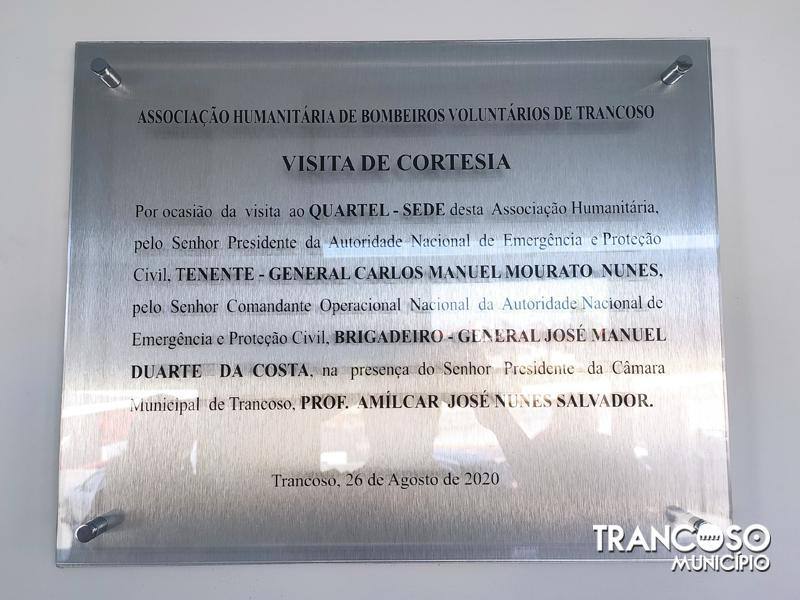 ASSOCIAÇÃO HUMANITÁRIA DE BOMBEIROS VOLUNTÁRIOS DE TRANCOSO
VISITA DE CORTESIA
Por ocasião da visita ao QUARTEL - SEDE desta Associação Humanitária,
pelo Senhor Presidente da Autoridade Nacional de Emergência e Proteção
Civil, TENENTE - GENERAL CARLOS MANUEL MOURATO NUNES,
pelo Senhor Comandante Operacional Nacional da Autoridade Nacional de
Emergência e Proteção Civil, BRIGADEIRO - GENERAL JOSÉ MANUEL
DUARTE DA COSTA, na presença do Senhor Presidente da Câmara
Municipal de Trancoso, PROF. AMÍLCAR JOSÉ NUNES SALVADOR.
Trancoso, 26 de Agosto de 2020
TRANCOSO
MUNICÍPIO